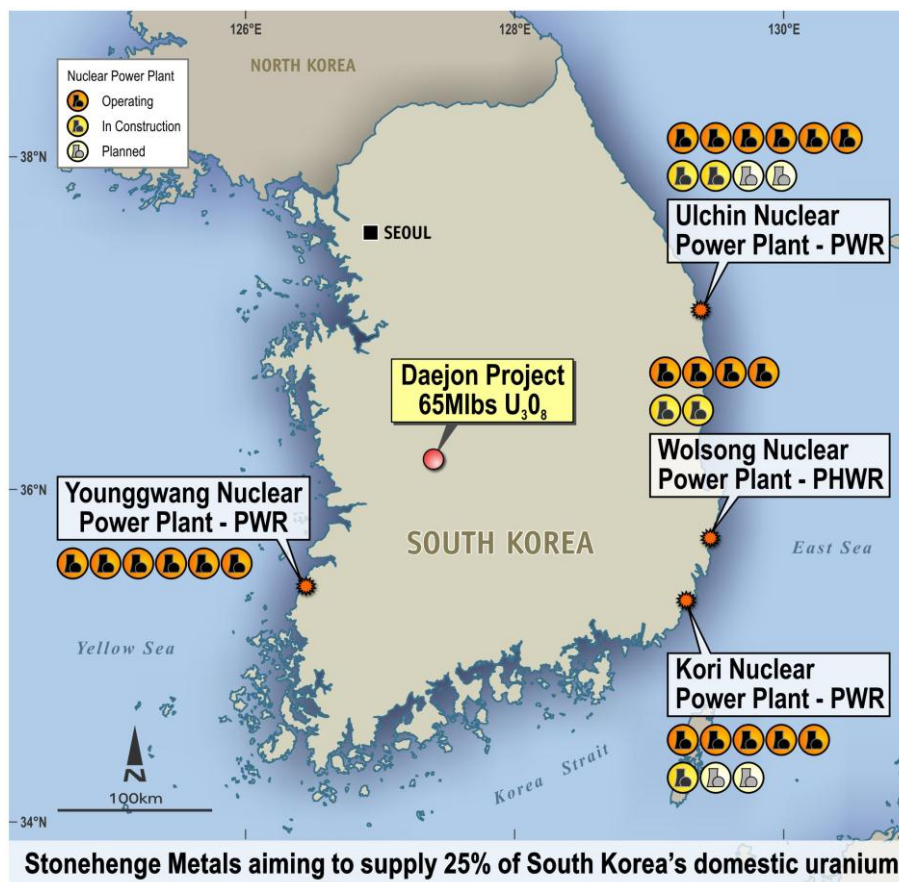 126°
128°
130°
NORTH KOREA
Nuclear Power Plant
Operating
In Construction
Planned
38°N
SEOUL
Ulchin Nuclear
Power Plant - PWR
Daejon Project
65Mlbs U₃0₈
Wolsong Nuclear
Power Plant - PHWR
36°N
Younggwang Nuclear
Power Plant - PWR
SOUTH KOREA
East Sea
Yellow Sea
Kori Nuclear
Power Plant - PWR
Korea Strait
N
100km
34°N
Stonehenge Metals aiming to supply 25% of South Korea's domestic uranium